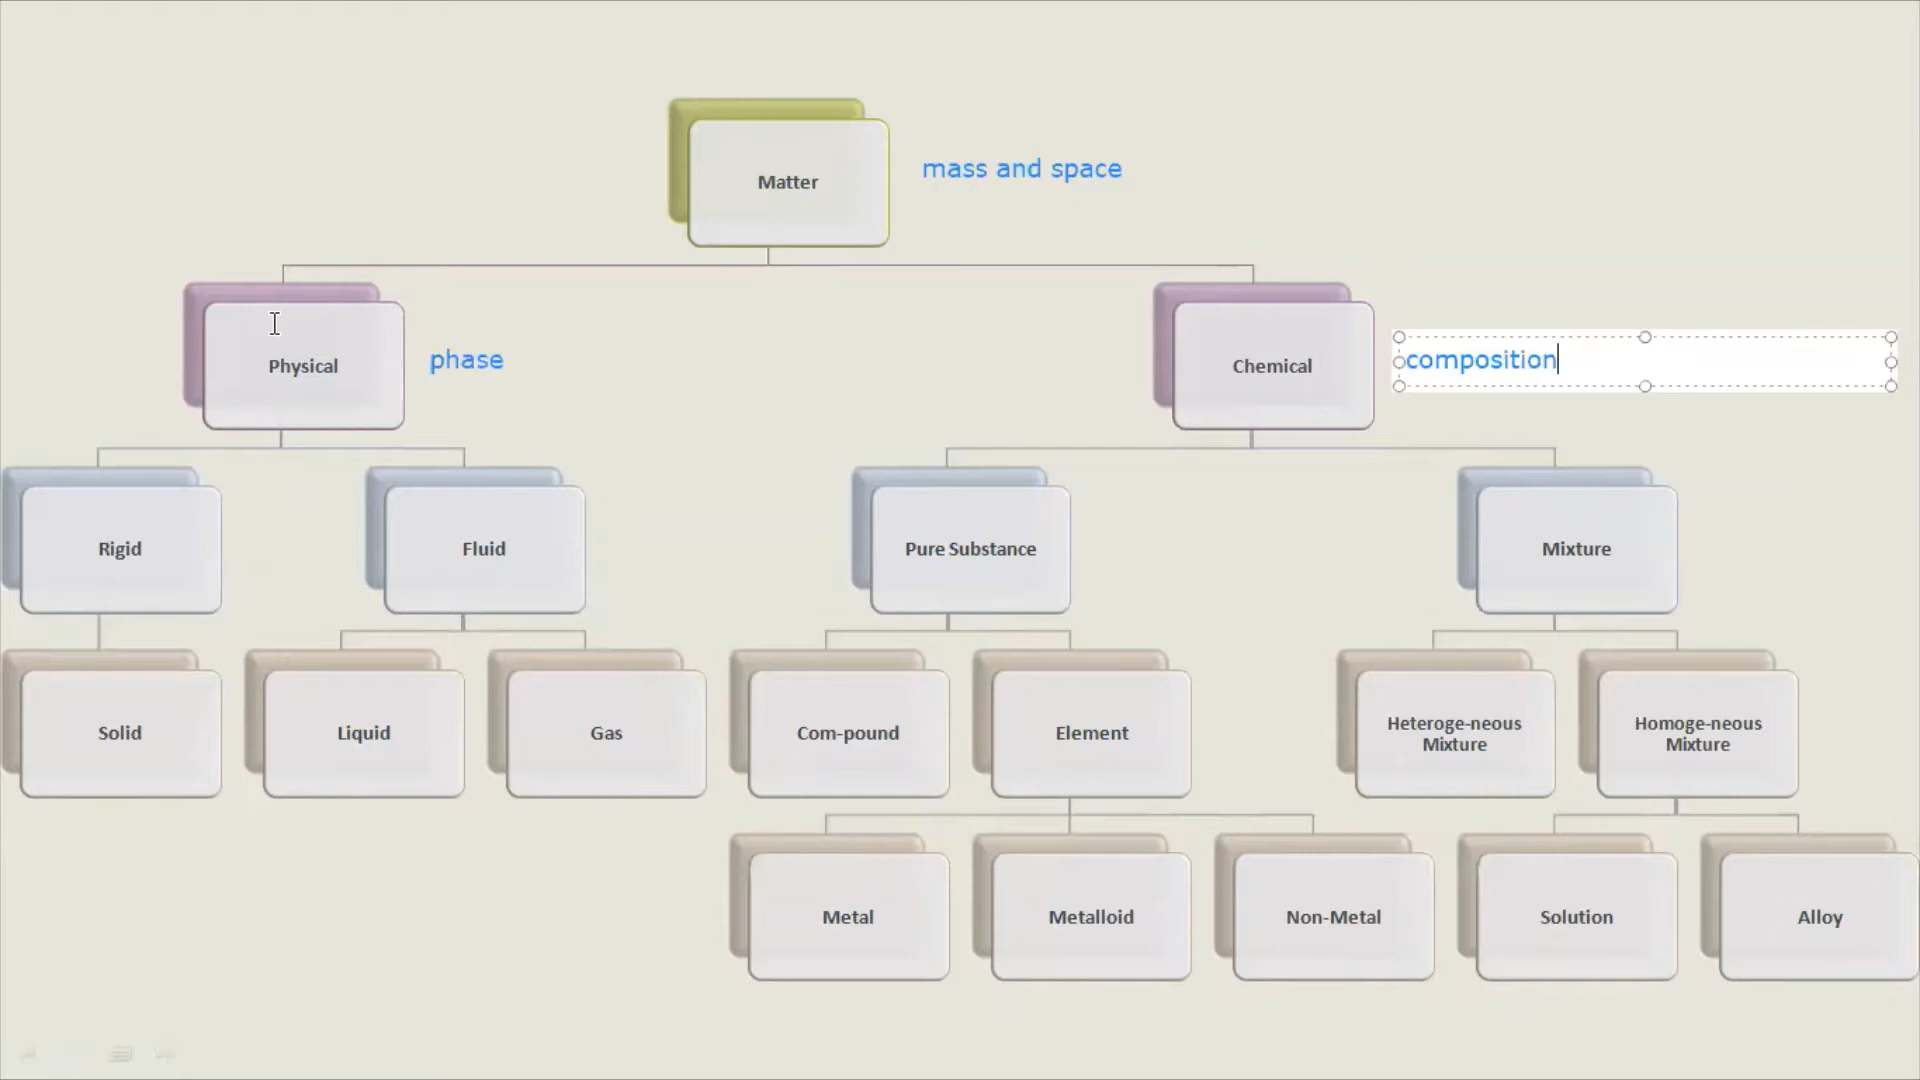 Matter
mass and space
Physical
phase
Chemical
composition
Rigid
Fluid
Pure Substance
Mixture
Solid
Liquid
Gas
Com-pound
Element
Heteroge-neous
Mixture
Homoge-neous
Mixture
Metal
Metalloid
Non-Metal
Solution
Alloy